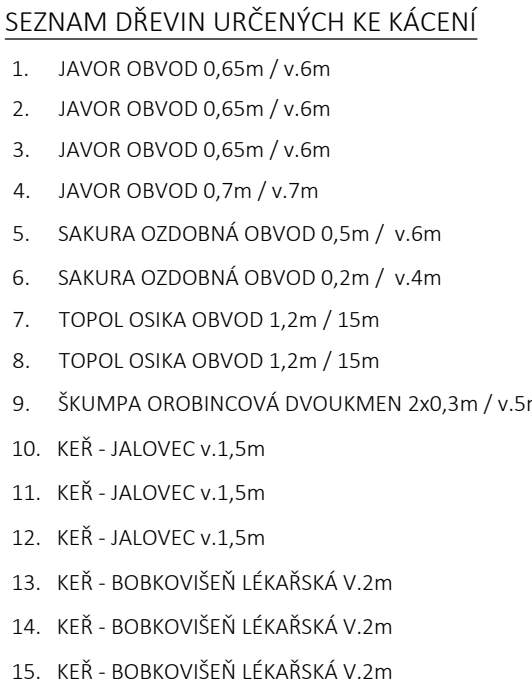 SEZNAM DŘEVIN URČENÝCH KE KÁCENÍ
1. JAVOR OBVOD 0,65m / v.6m
2. JAVOR OBVOD 0,65m / v.6m
3. JAVOR OBVOD 0,65m / v.6m
4. JAVOR OBVOD 0,7m / v.7m
5. SAKURA OZDOBNÁ OBVOD 0,5m / v.6m
6. SAKURA OZDOBNÁ OBVOD 0,2m / v.4m
7. TOPOL OSIKA OBVOD 1,2m / 15m
8. TOPOL OSIKA OBVOD 1,2m / 15m
9. ŠKUMPA OROBINCOVÁ DVOUKMEN 2x0,3m / v.5m
10. KEŘ - JALOVEC v.1,5m
11. KEŘ - JALOVEC v.1,5m
12. KEŘ - JALOVEC v.1,5m
13. KEŘ - BOBKOVIŠEŇ LÉKAŘSKÁ V.2m
14. KEŘ - BOBKOVIŠEŇ LÉKAŘSKÁ V.2m
15. KEŘ - BOBKOVIŠEŇ LÉKAŘSKÁ V.2m